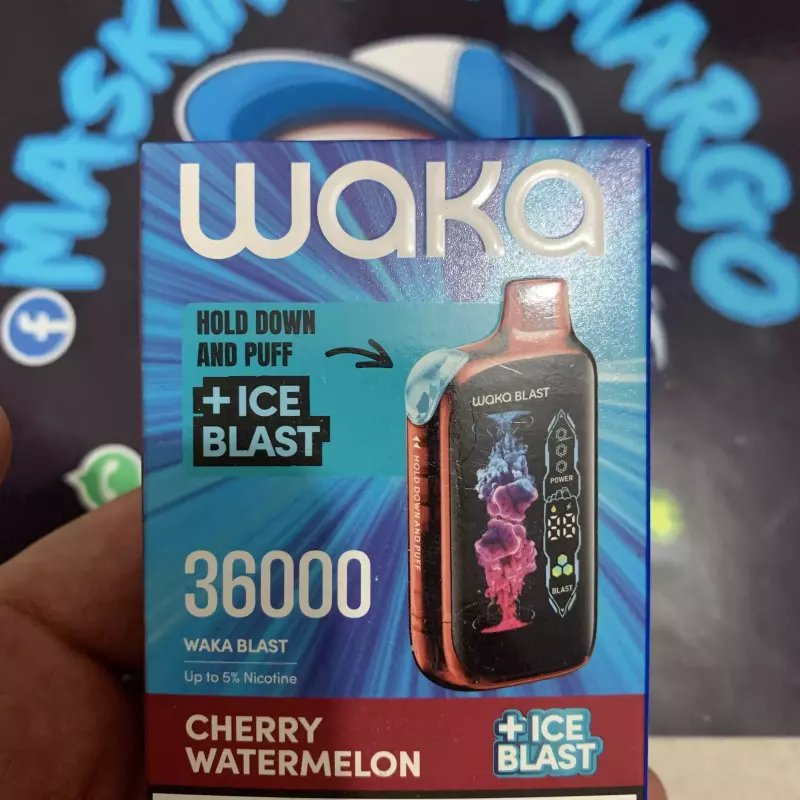 waka
HOLD DOWN
AND PUFF
+ICE
BLAST
WAKA BLAST
HOLD DOWN AND PUFF
POWER
88
BLAST
36000
WAKA BLAST
Up to 5% Nicotine
CHERRY
WATERMELON
+ICE
BLAST